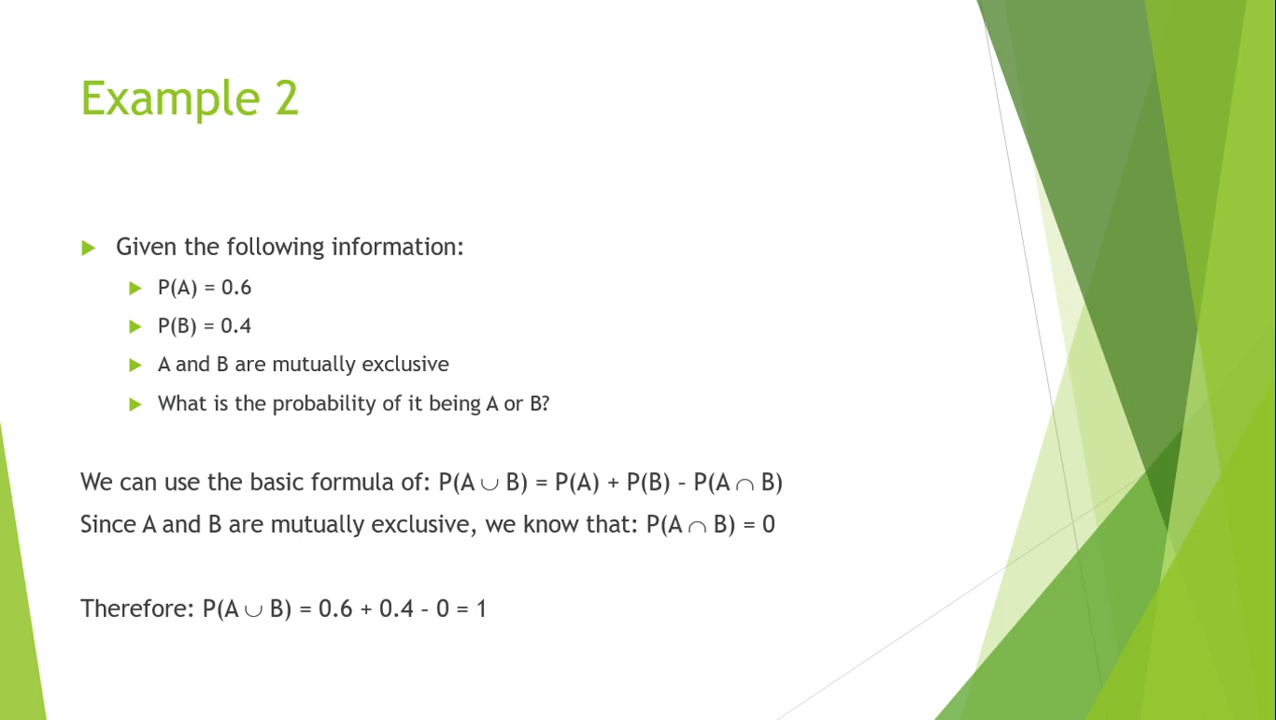 Example 2
Given the following information:
P(A) = 0.6
P(B) = 0.4
A and B are mutually exclusive
What is the probability of it being A or B?
We can use the basic formula of: P(A ∪ B) = P(A) + P(B) – P(A ∩ B)
Since A and B are mutually exclusive, we know that: P(A ∩ B) = 0
Therefore: P(A ∪ B) = 0.6 + 0.4 – 0 = 1